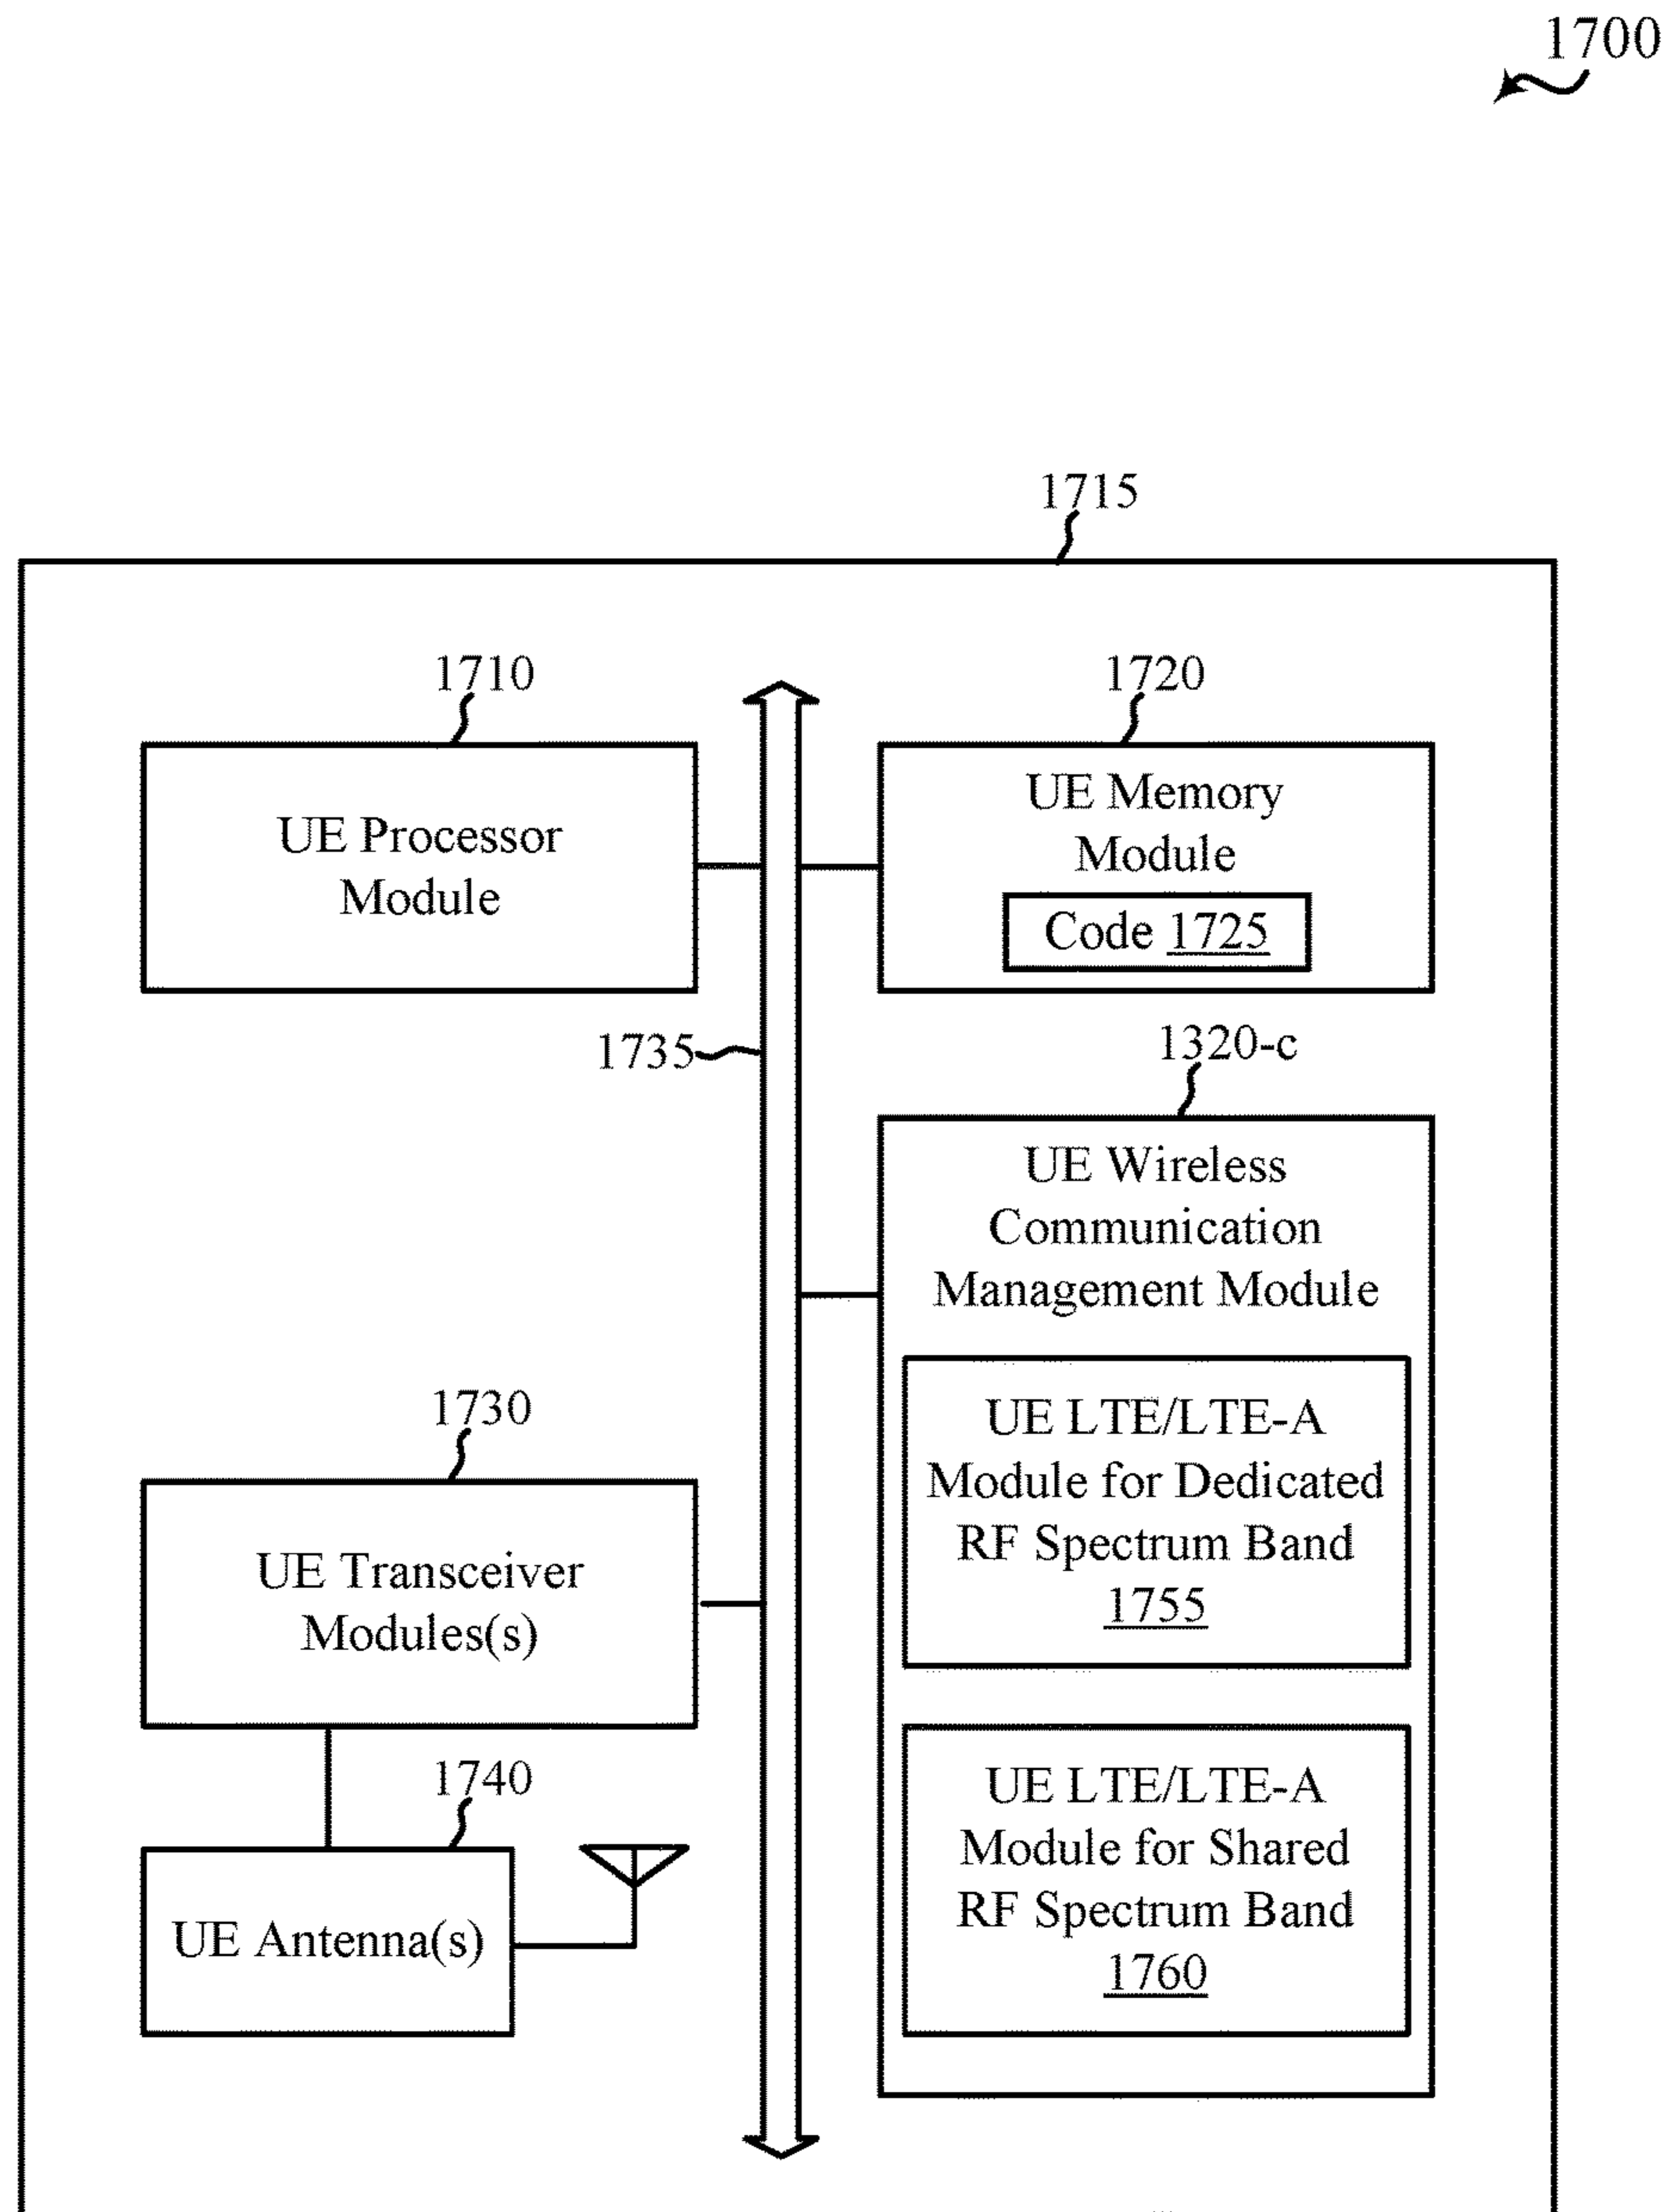 1700
1715
1710
1720
UE Processor
Module
UE Memory
Module
Code 1725
1735
1320-c
UE Wireless
Communication
Management Module
1730
UE LTE/LTE-A
Module for Dedicated
RF Spectrum Band
1755
UE Transceiver
Modules(s)
1740
UE Antenna(s)
UE LTE/LTE-A
Module for Shared
RF Spectrum Band
1760